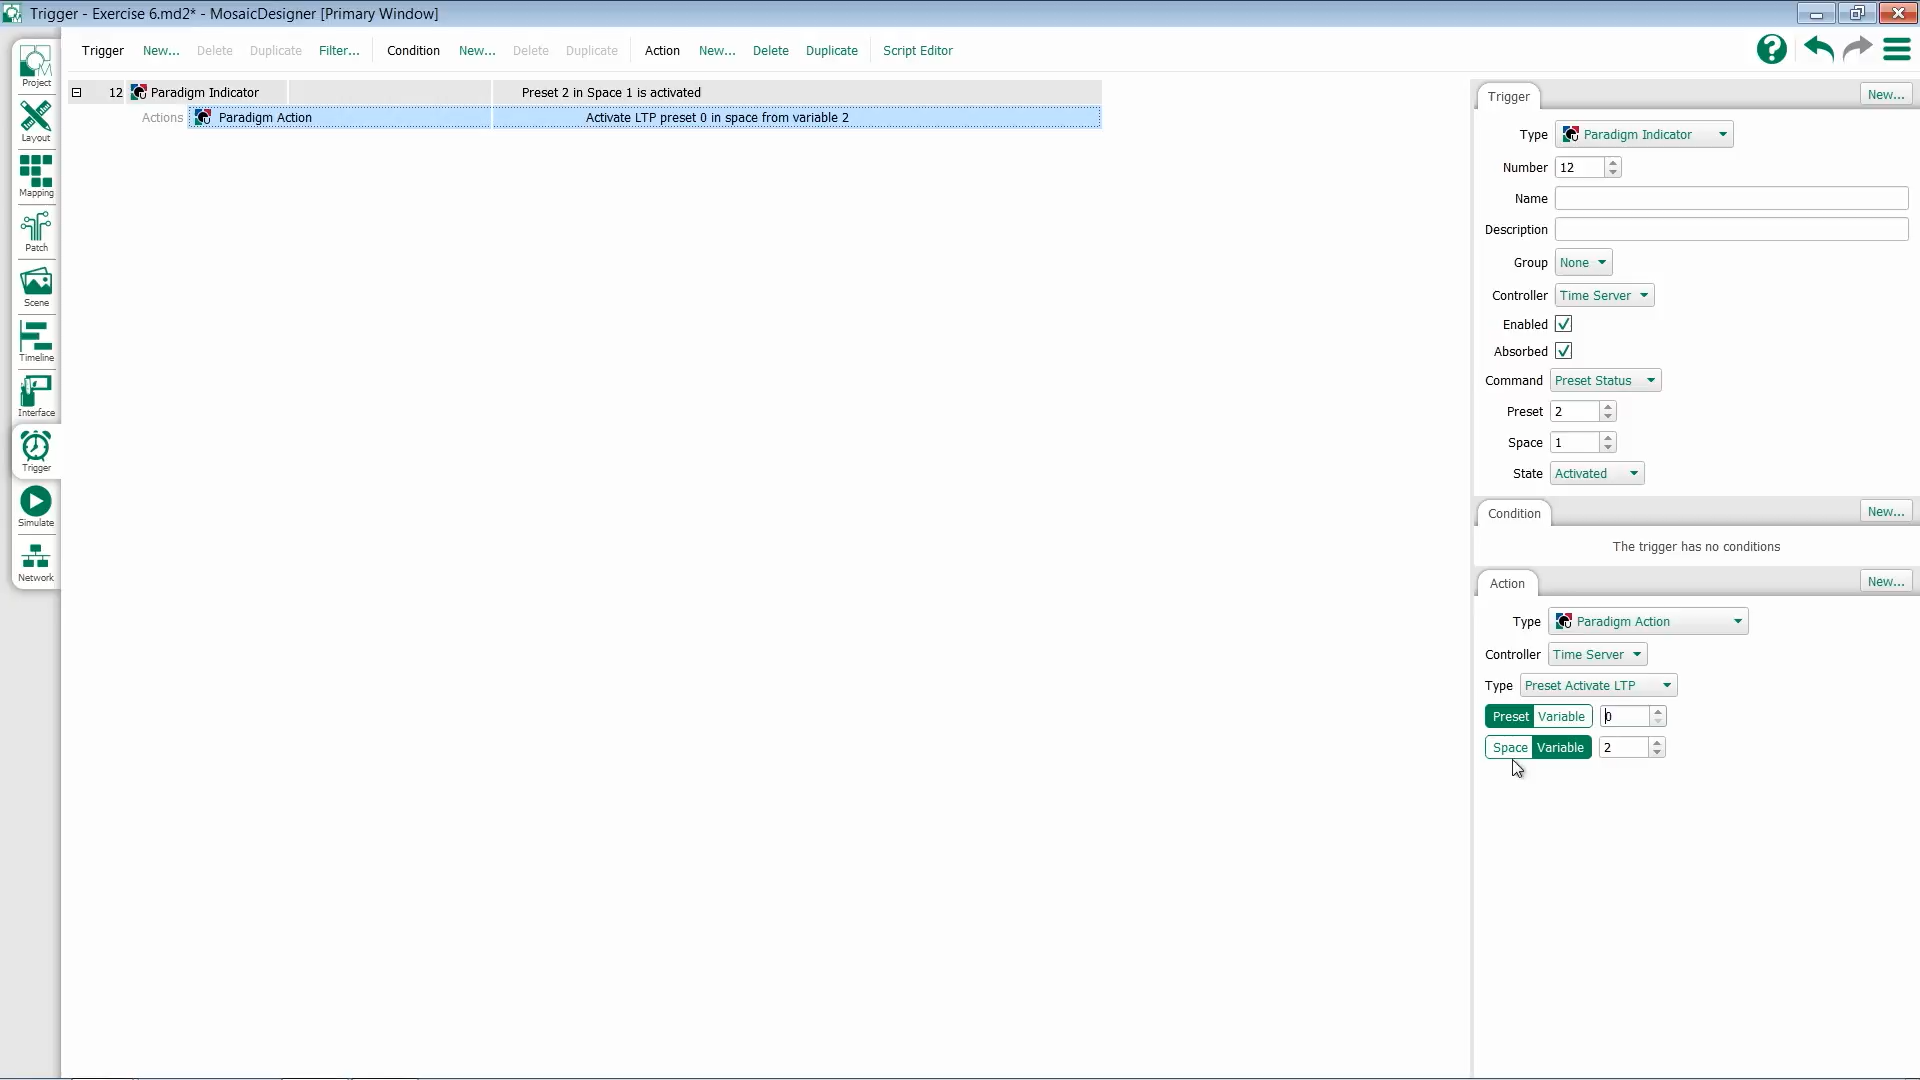 Trigger - Exercise 6.md2* - MosaicDesigner [Primary Window]
Trigger New... Delete Duplicate Filter... Condition New... Delete Duplicate Action New... Delete Duplicate Script Editor
Project
Layout
Mapping
Patch
Scene
Timeline
Interface
Trigger
Simulate
Network
12 Paradigm Indicator Preset 2 in Space 1 is activated
Actions Paradigm Action Activate LTP preset 0 in space from variable 2
Trigger New...
Type Paradigm Indicator
Number 12
Name
Description
Group None
Controller Time Server
Enabled
Absorbed
Command Preset Status
Preset 2
Space 1
State Activated
Condition New...
The trigger has no conditions
Action New...
Type Paradigm Action
Controller Time Server
Type Preset Activate LTP
Preset Variable 0
Space Variable 2